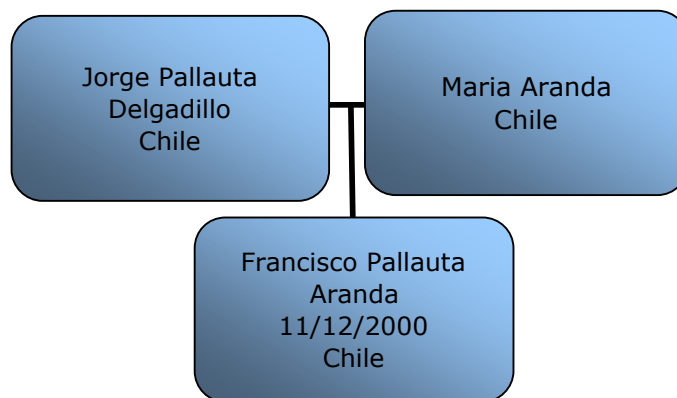 Jorge Pallauta
Delgadillo
Chile
Maria Aranda
Chile
Francisco Pallauta
Aranda
11/12/2000
Chile